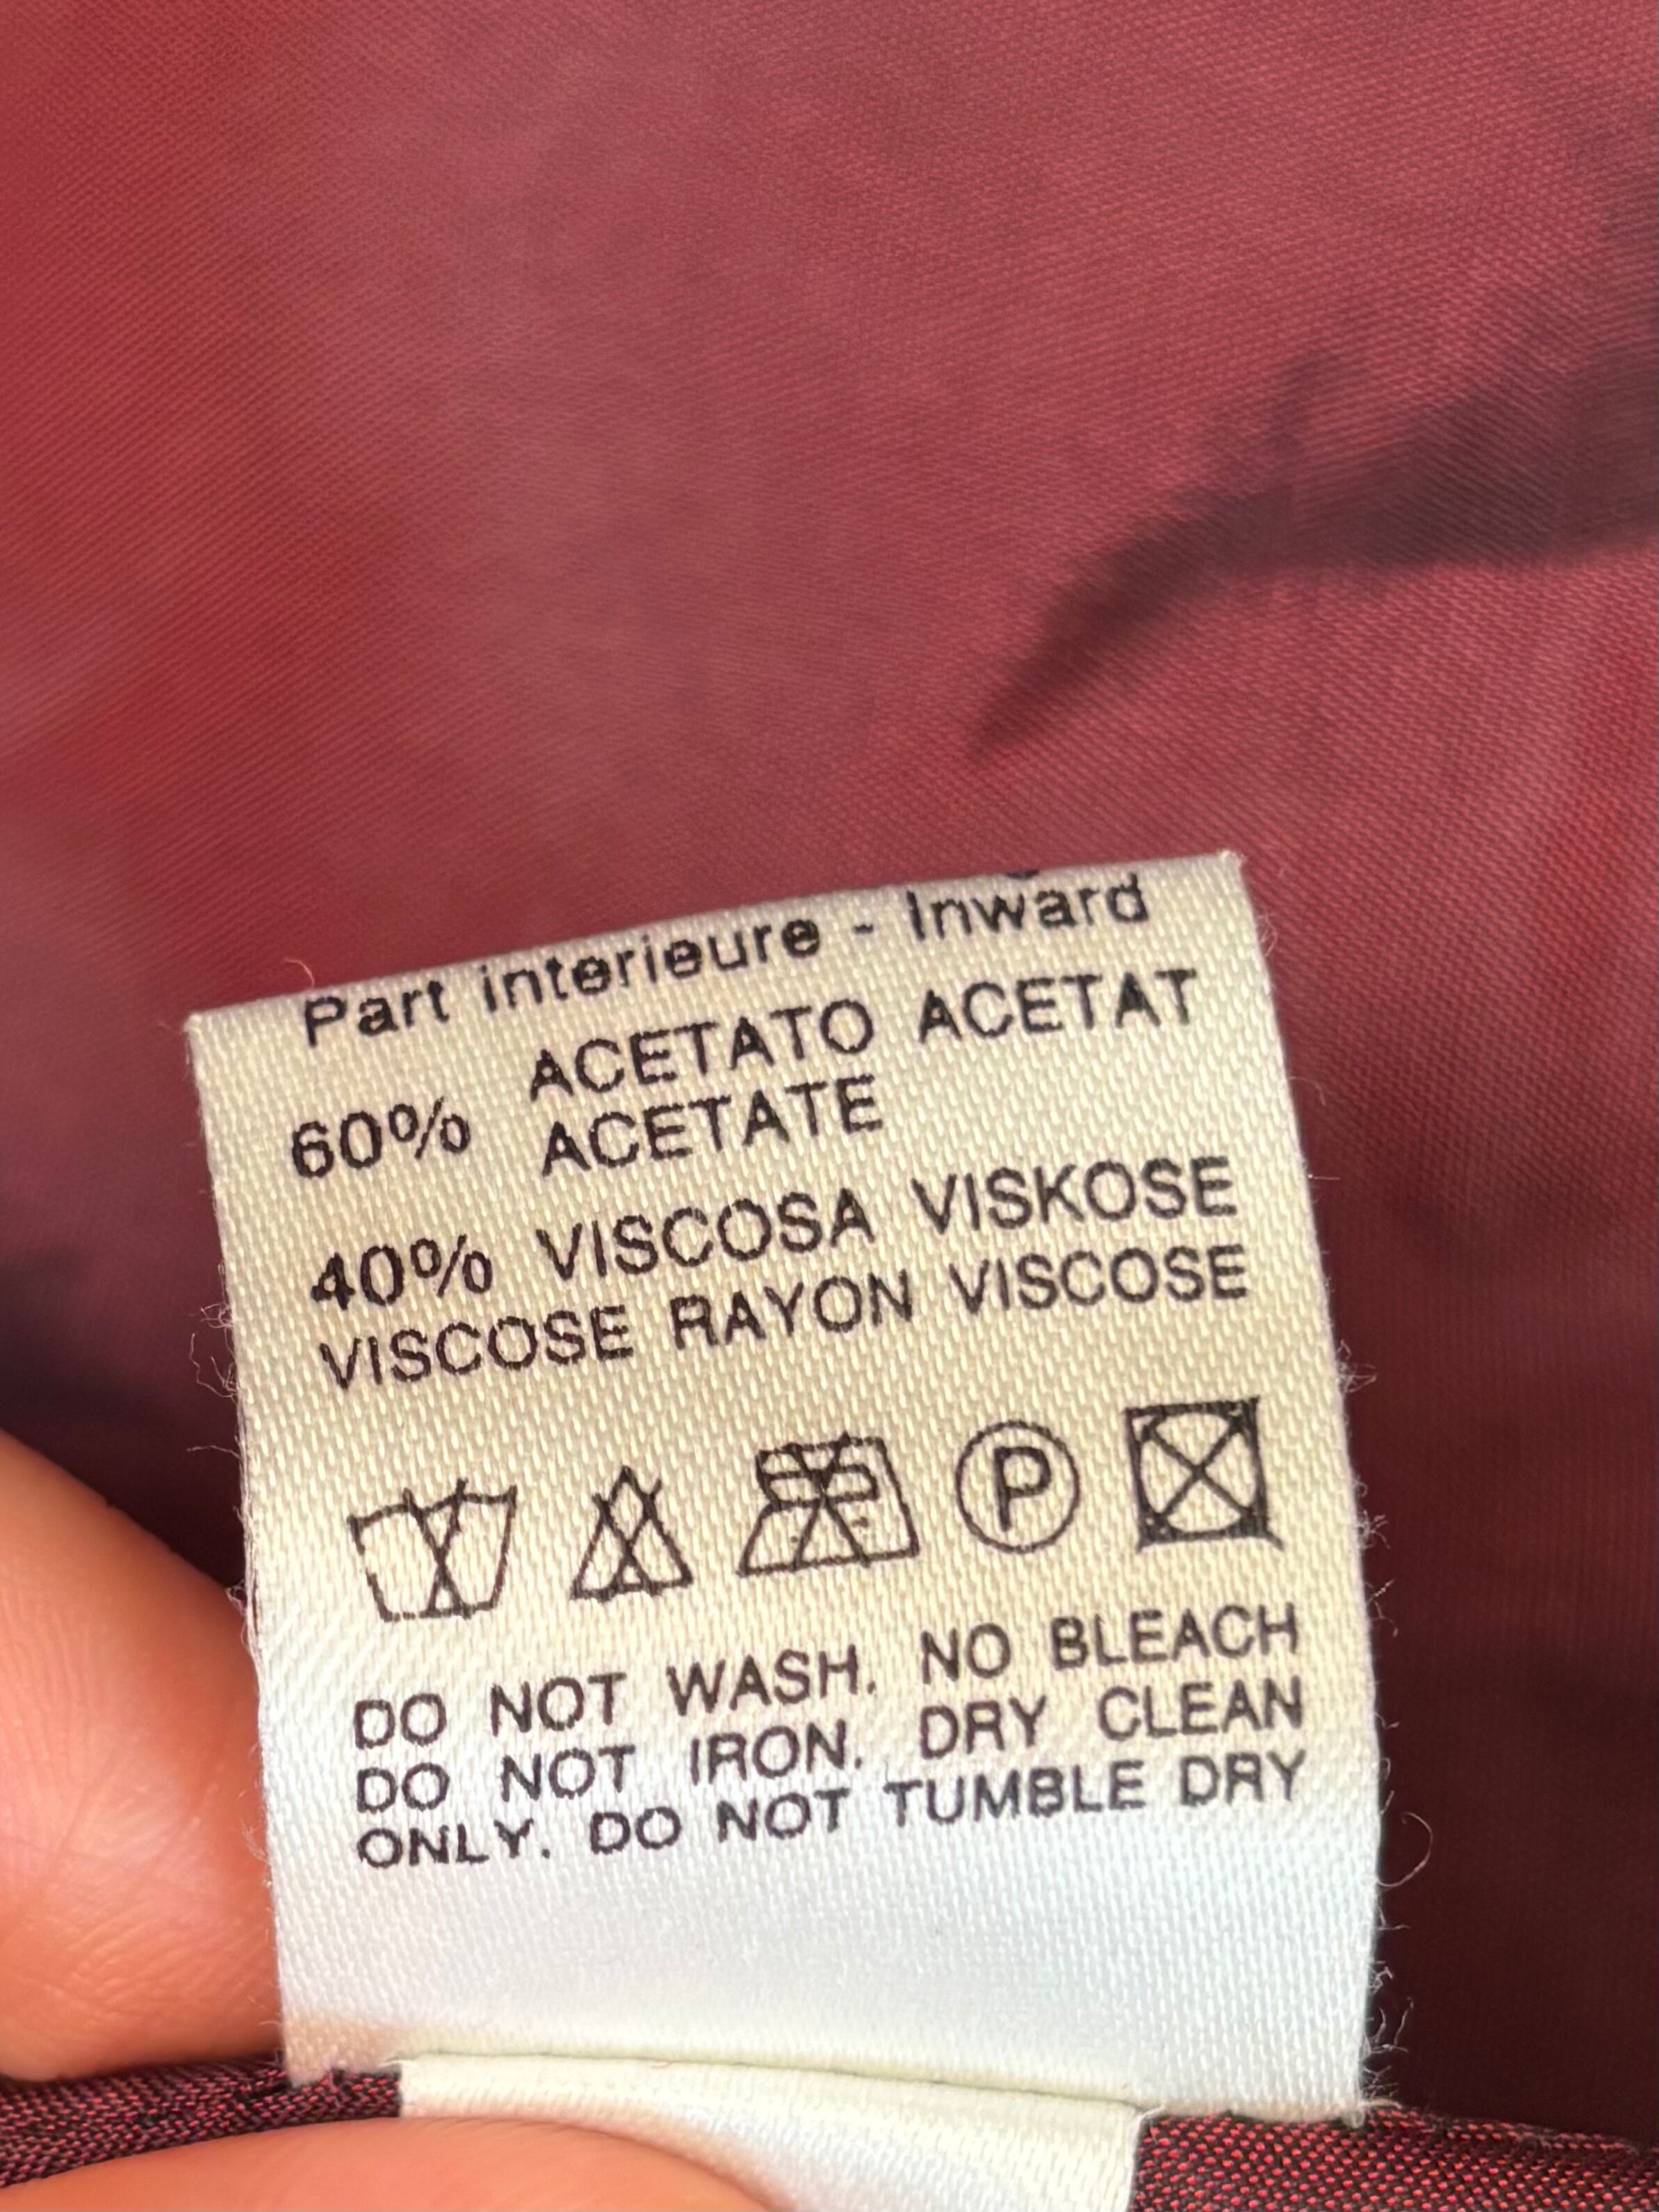 Part interieure - Inward
ACETATO ACETAT
60% ACETATE
40% VISCOSA VISKOSE
VISCOSE RAYON VISCOSE
P
DO NOT WASH. NO BLEACH
DO NOT IRON. DRY CLEAN
ONLY. DO NOT TUMBLE DRY